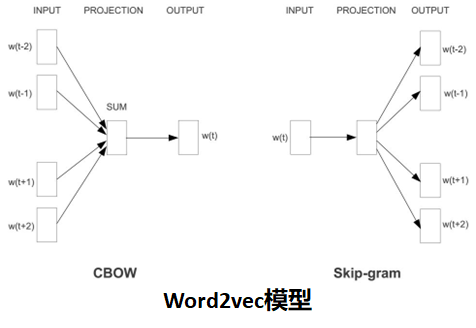 INPUT PROJECTION OUTPUT
w(t-2)
w(t-1)
SUM
w(t)
w(t+1)
w(t+2)
CBOW
INPUT PROJECTION OUTPUT
w(t-2)
w(t-1)
w(t)
w(t+1)
w(t+2)
Skip-gram
Word2vec模型